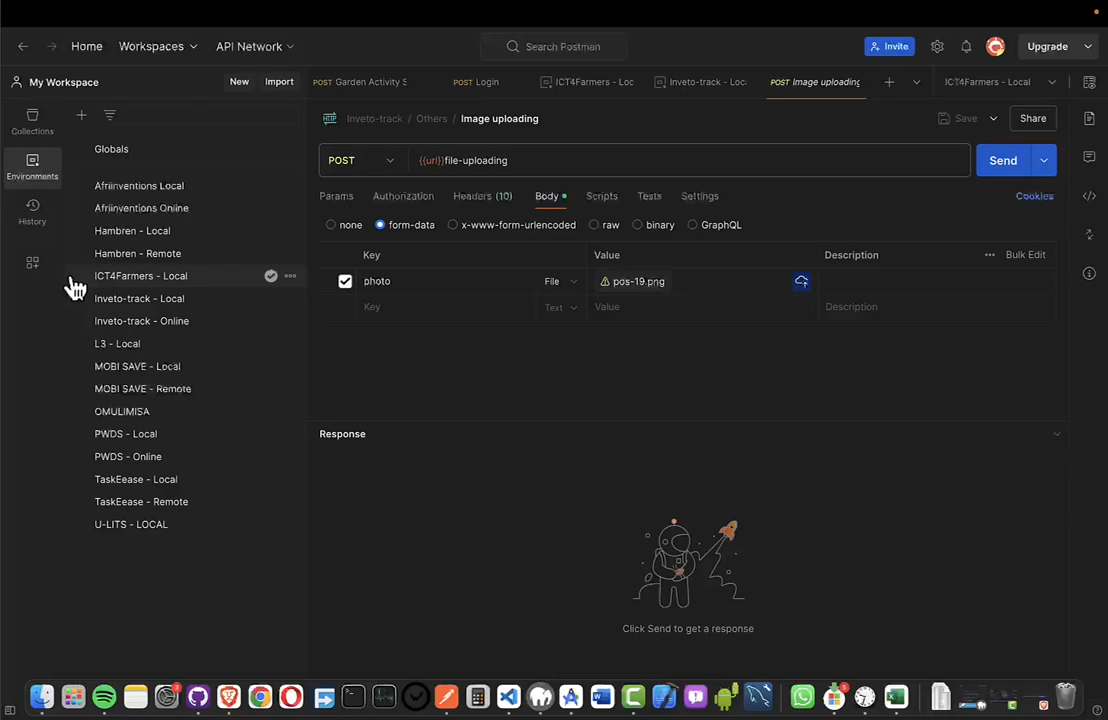 Home Workspaces API Network Search Postman Invite Upgrade
My Workspace New Import POST Garden Activity S POST Login ICT4Farmers - Loc Inveto-track - Loc POST Image uploading ICT4Farmers - Local
Collections
Environments
History
Globals
Afriinventions Local
Afriinventions Online
Hambren - Local
Hambren - Remote
ICT4Farmers - Local
Inveto-track - Local
Inveto-track - Online
L3 - Local
MOBI SAVE - Local
MOBI SAVE - Remote
OMULIMISA
PWDS - Local
PWDS - Online
TaskEease - Local
TaskEease - Remote
U-LITS - LOCAL
HTTP Inveto-track / Others / Image uploading Save Share
POST {{url}}file-uploading Send
Params Authorization Headers (10) Body Scripts Tests Settings Cookies
none form-data x-www-form-urlencoded raw binary GraphQL
Key Value Description Bulk Edit
photo File pos-19.png
Key Text Value Description
Response
Click Send to get a response